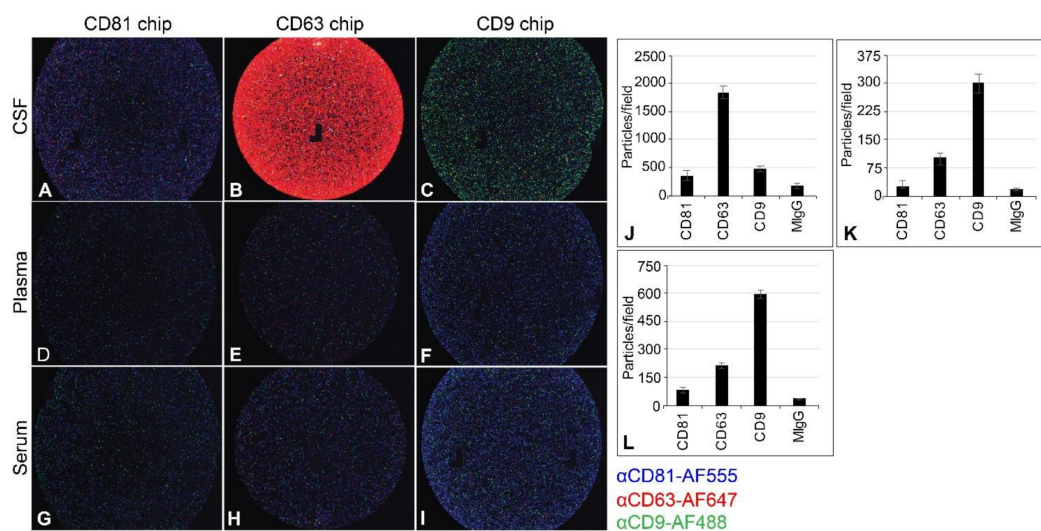 CD81 chip CD63 chip CD9 chip
CSF
A B C
Plasma
D E F
Serum
G H I
Particles/field
2500
2000
1500
1000
500
0
CD81 CD63 CD9 MIgG
J
Particles/field
375
300
225
150
75
0
CD81 CD63 CD9 MIgG
K
Particles/field
750
600
450
300
150
0
CD81 CD63 CD9 MIgG
L
αCD81-AF555
αCD63-AF647
αCD9-AF488